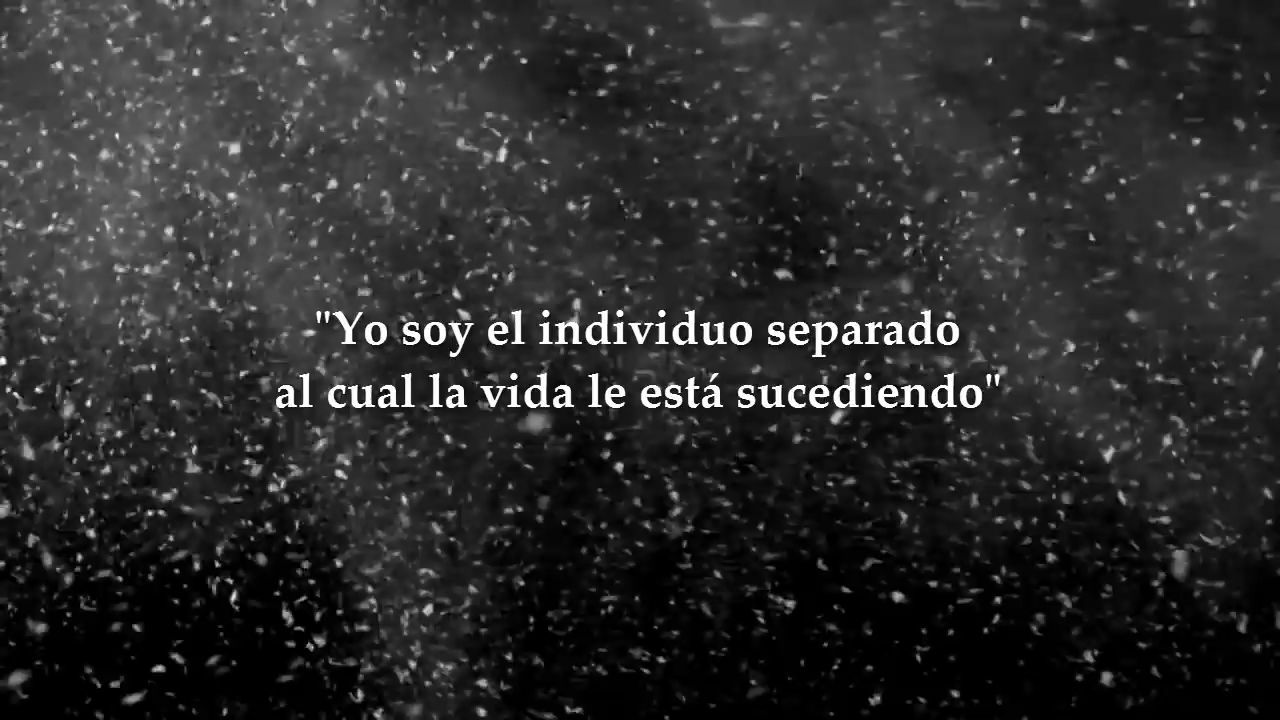 "Yo soy el individuo separado
al cual la vida le está sucediendo"